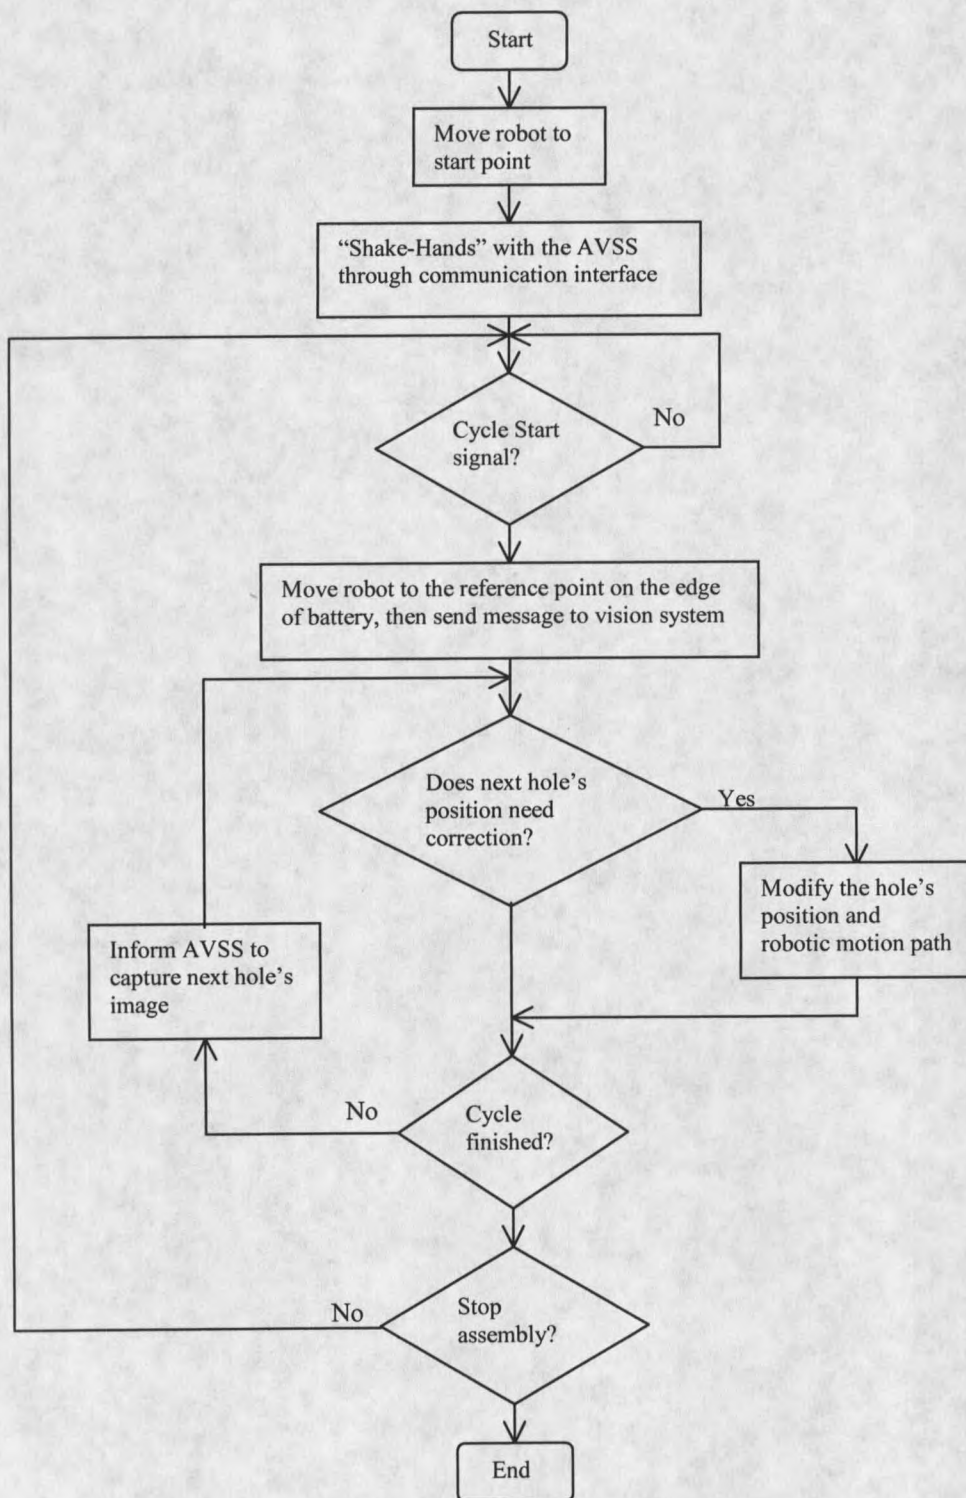 Start
Move robot to
start point
“Shake-Hands” with the AVSS
through communication interface
Cycle Start
signal?
No
Move robot to the reference point on the edge
of battery, then send message to vision system
Does next hole’s
position need
correction?
Yes
Modify the hole’s
position and
robotic motion path
Inform AVSS to
capture next hole’s
image
No
Cycle
finished?
No
Stop
assembly?
End